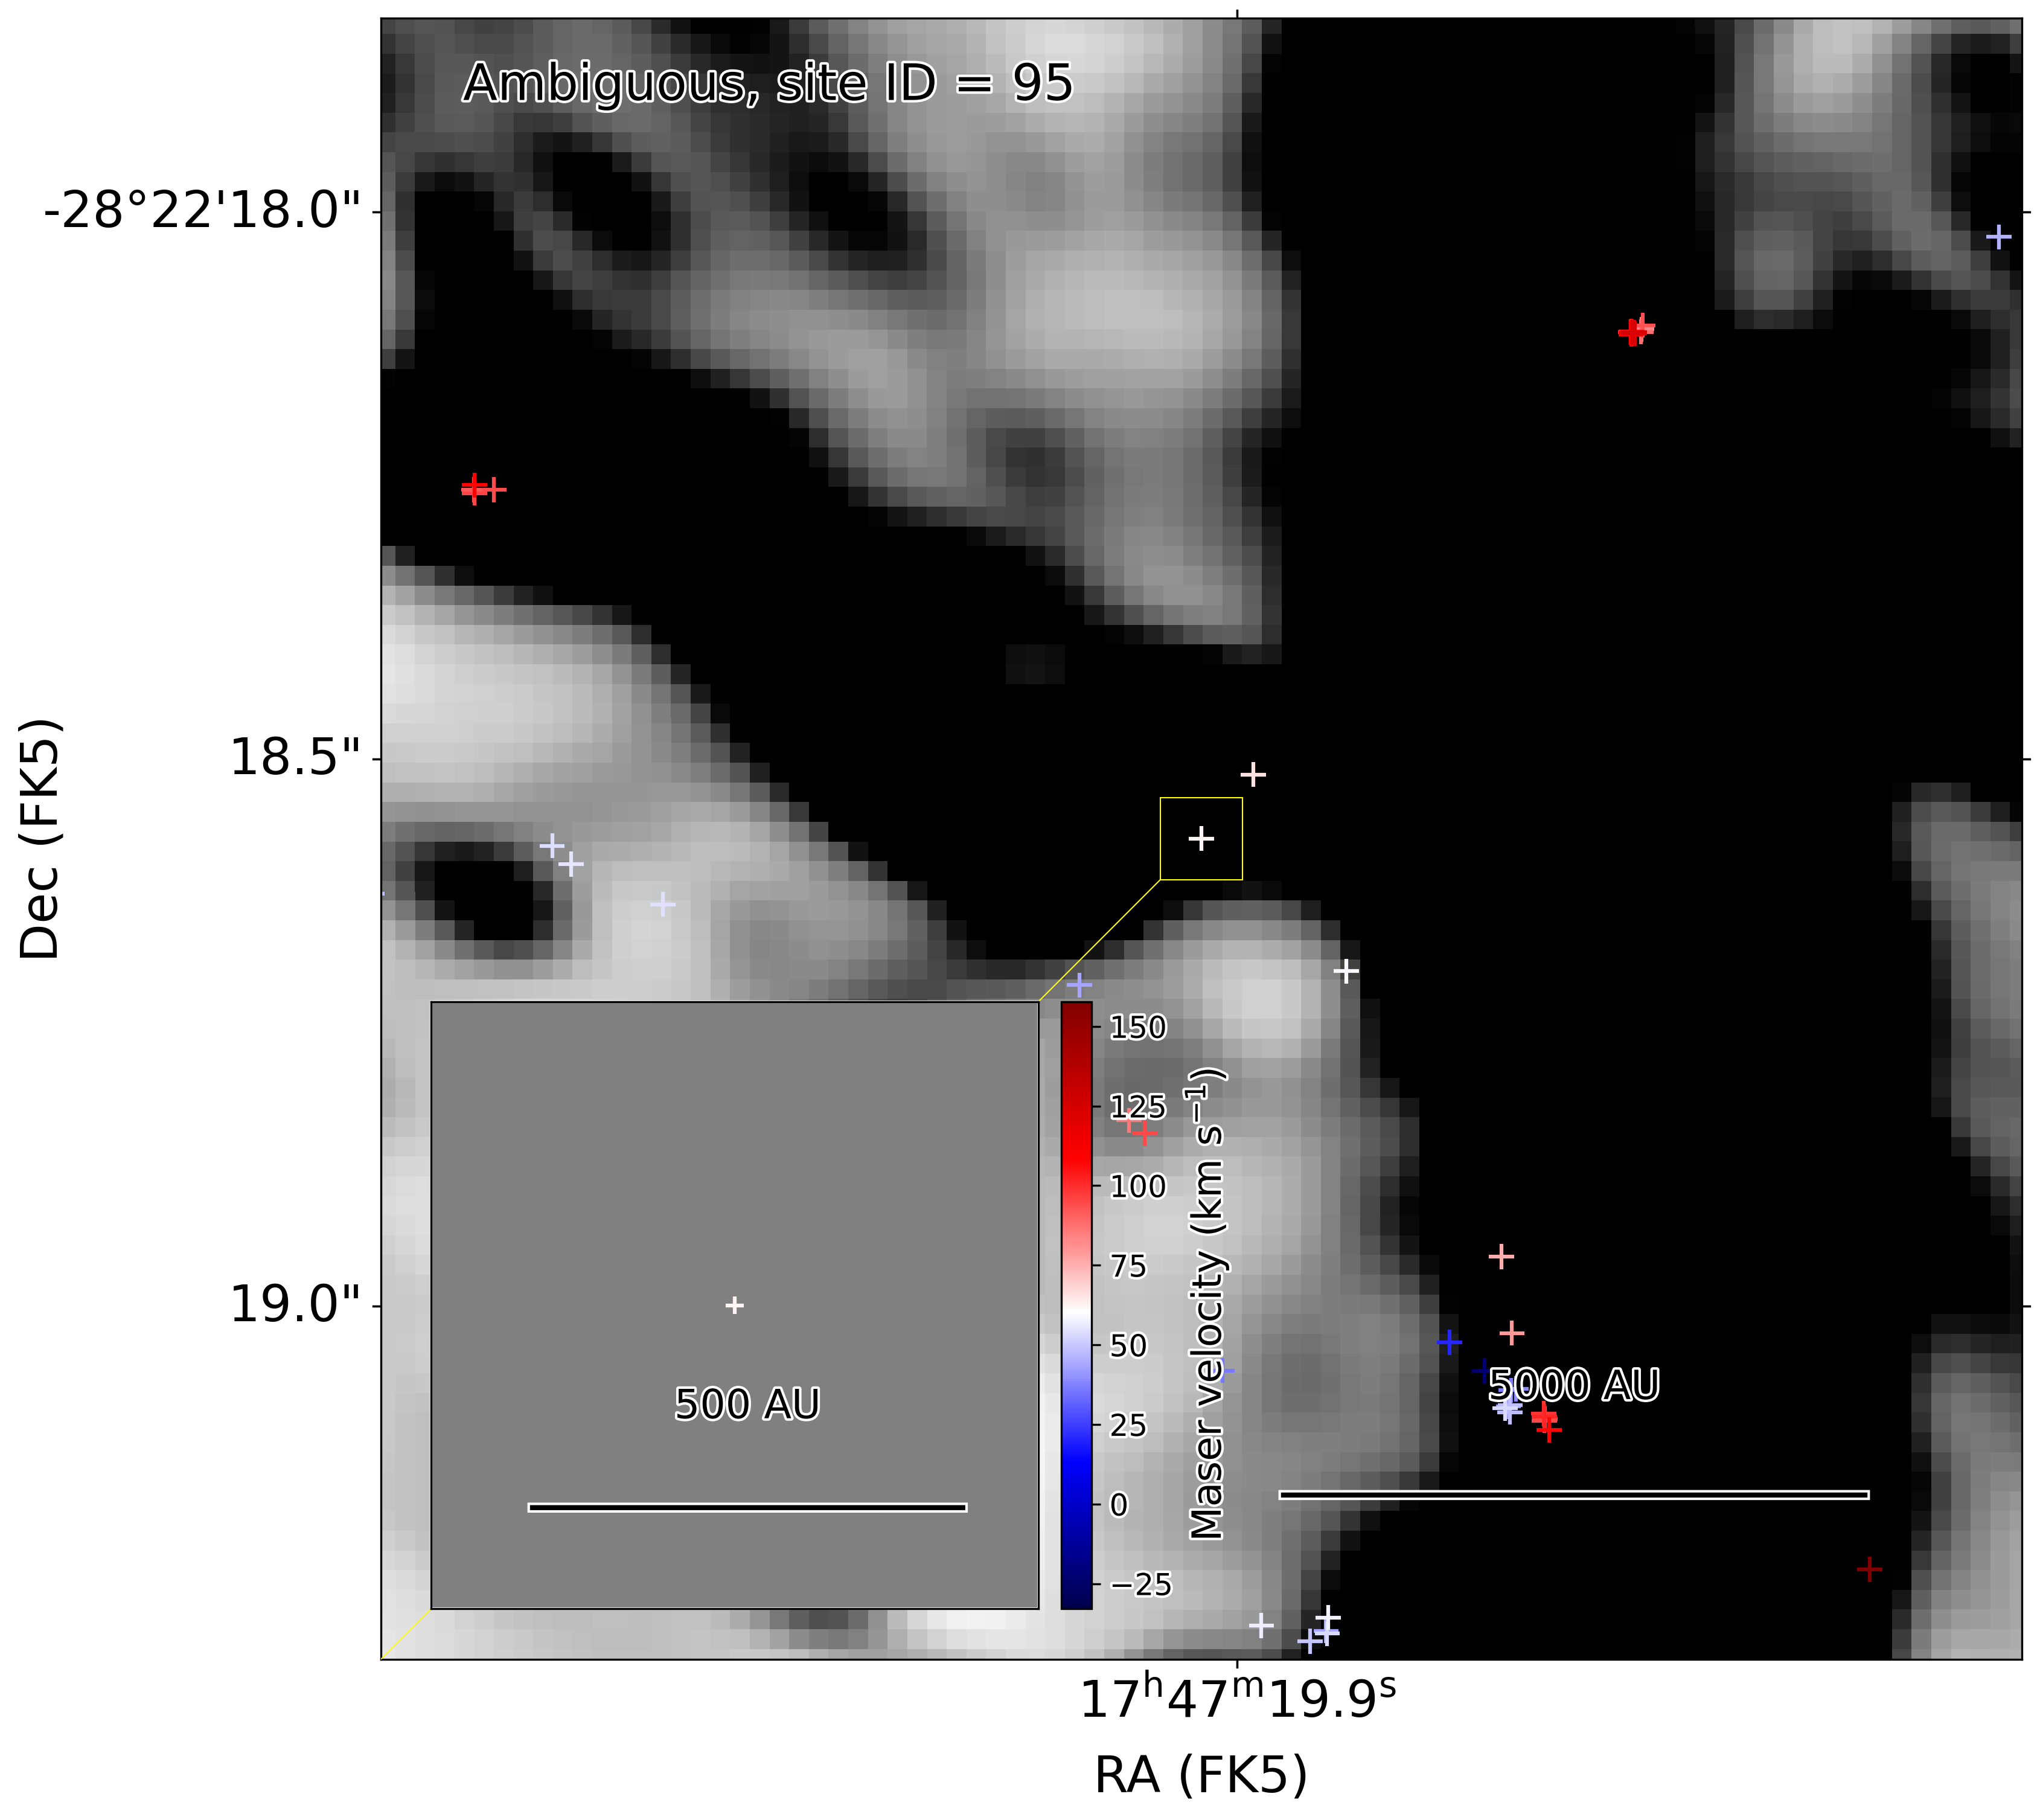 Ambiguous, site ID = 95
-28°22'18.0"
18.5"
19.0"
Dec (FK5)
150
125
100
75
50
25
0
−25
Maser velocity (km s⁻¹)
500 AU
5000 AU
17ʰ47ᵐ19.9ˢ
RA (FK5)